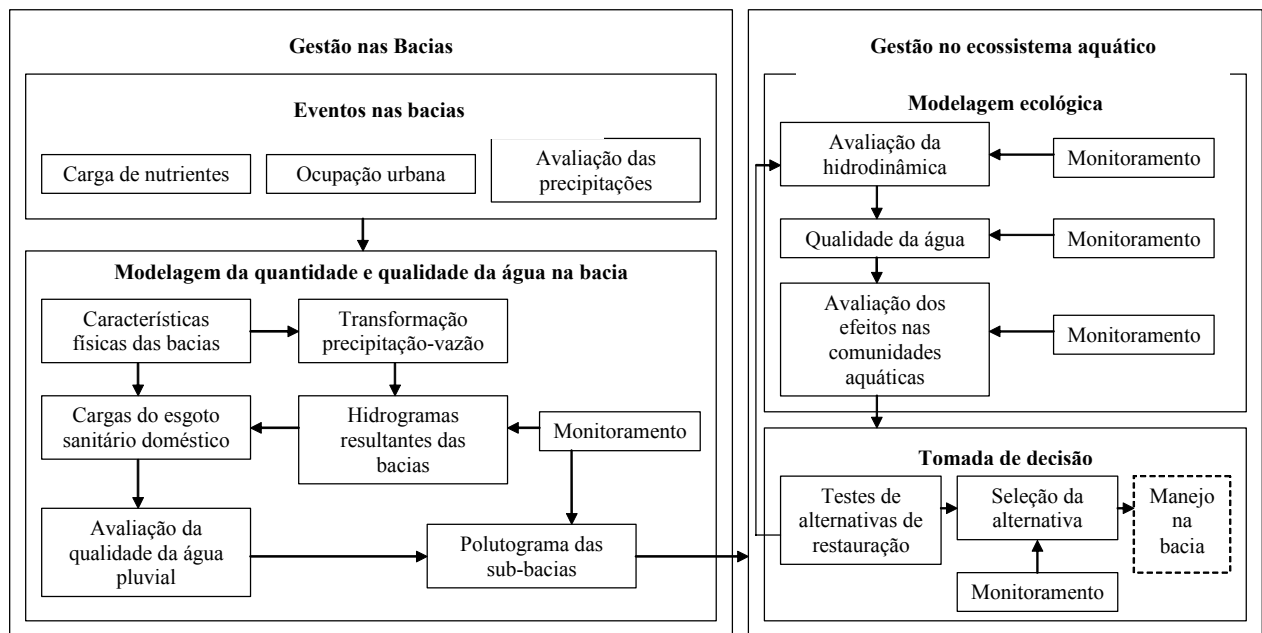 Gestão nas Bacias
Eventos nas bacias
Carga de nutrientes
Ocupação urbana
Avaliação das
precipitações
Modelagem da quantidade e qualidade da água na bacia
Características
físicas das bacias
Transformação
precipitação-vazão
Cargas do esgoto
sanitário doméstico
Hidrogramas
resultantes das
bacias
Monitoramento
Avaliação da
qualidade da água
pluvial
Polutograma das
sub-bacias
Gestão no ecossistema aquático
Modelagem ecológica
Avaliação da
hidrodinâmica
Monitoramento
Qualidade da água
Monitoramento
Avaliação dos
efeitos nas
comunidades
aquáticas
Monitoramento
Tomada de decisão
Testes de
alternativas de
restauração
Seleção da
alternativa
Manejo
na
bacia
Monitoramento